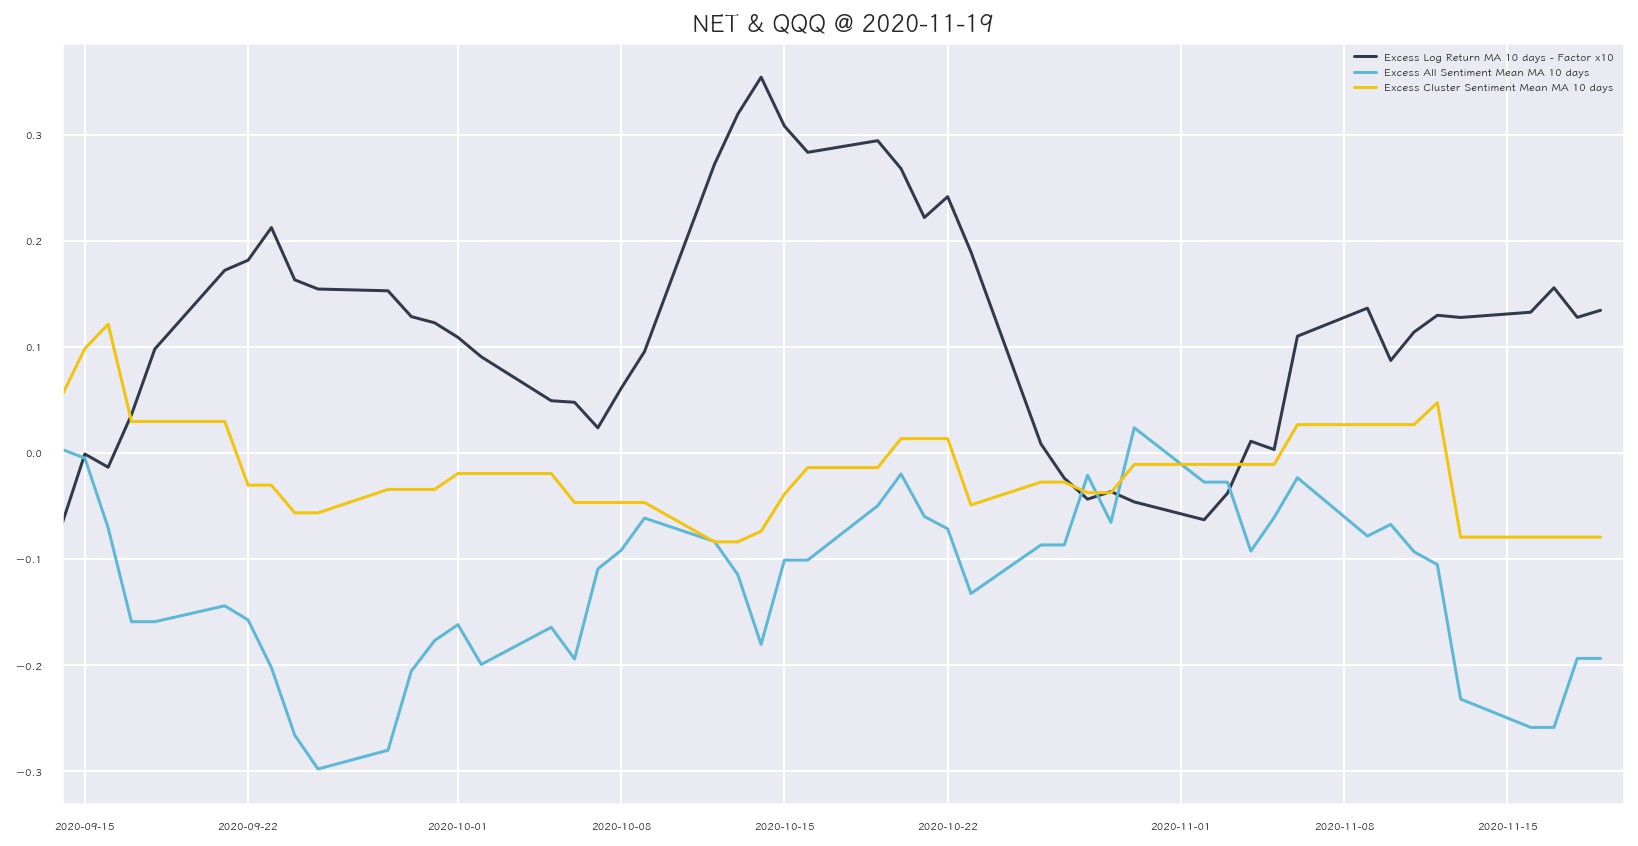 NET & QQQ @ 2020-11-19
Excess Log Return MA 10 days - Factor x10
Excess All Sentiment Mean MA 10 days
Excess Cluster Sentiment Mean MA 10 days
0.3
0.2
0.1
0.0
−0.1
−0.2
−0.3
2020-09-15 2020-09-22 2020-10-01 2020-10-08 2020-10-15 2020-10-22 2020-11-01 2020-11-08 2020-11-15